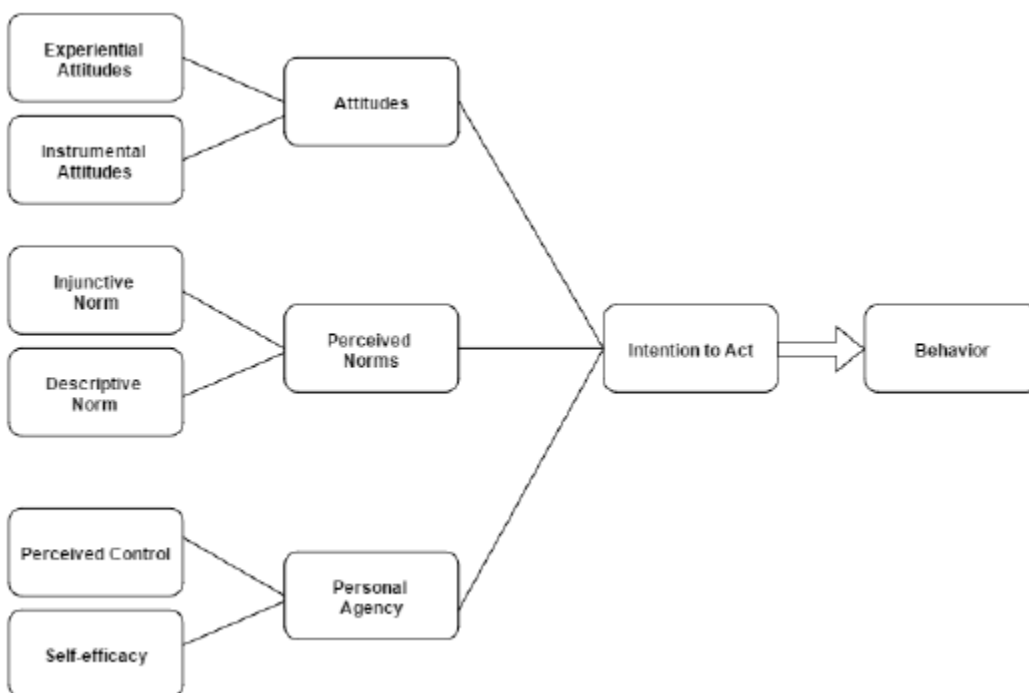 Experiential
Attitudes
Instrumental
Attitudes
Attitudes
Injunctive
Norm
Descriptive
Norm
Perceived
Norms
Perceived Control
Self-efficacy
Personal
Agency
Intention to Act
Behavior